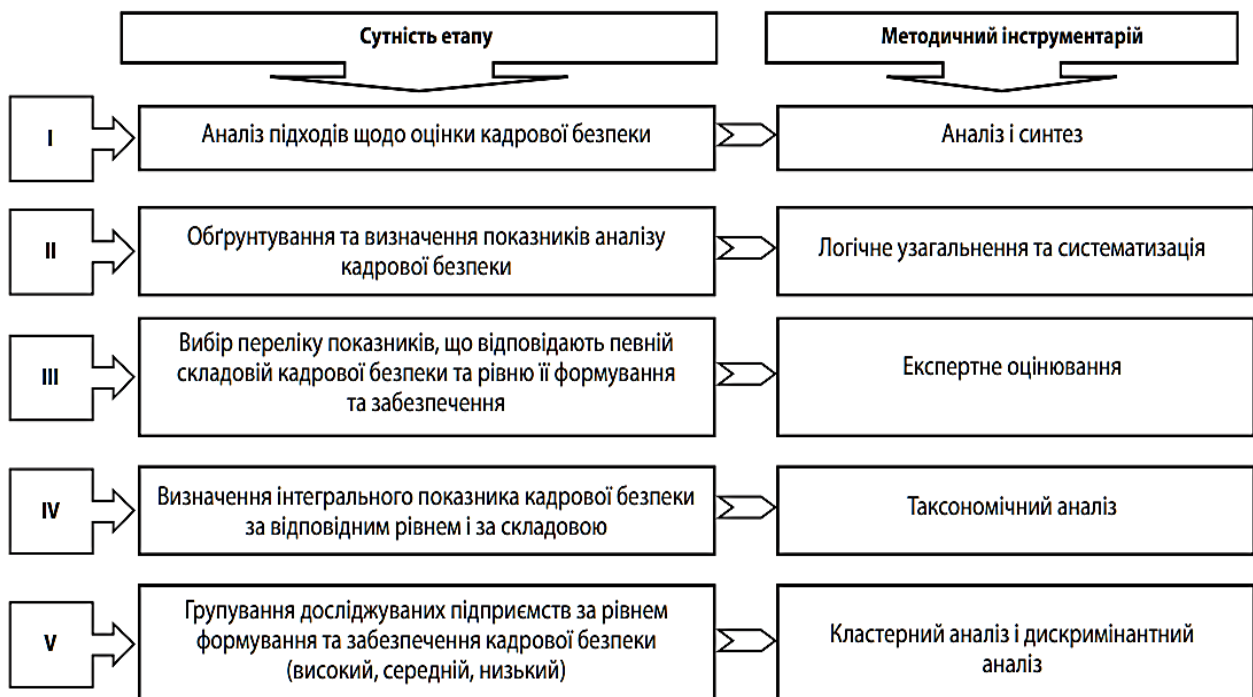 Сутність етапу
Методичний інструментарій
I
Аналіз підходів щодо оцінки кадрової безпеки
Аналіз і синтез
II
Обґрунтування та визначення показників аналізу
кадрової безпеки
Логічне узагальнення та систематизація
III
Вибір переліку показників, що відповідають певній
складовій кадрової безпеки та рівню її формування
та забезпечення
Експертне оцінювання
IV
Визначення інтегрального показника кадрової безпеки
за відповідним рівнем і за складовою
Таксономічний аналіз
V
Групування досліджуваних підприємств за рівнем
формування та забезпечення кадрової безпеки
(високий, середній, низький)
Кластерний аналіз і дискримінантний
аналіз